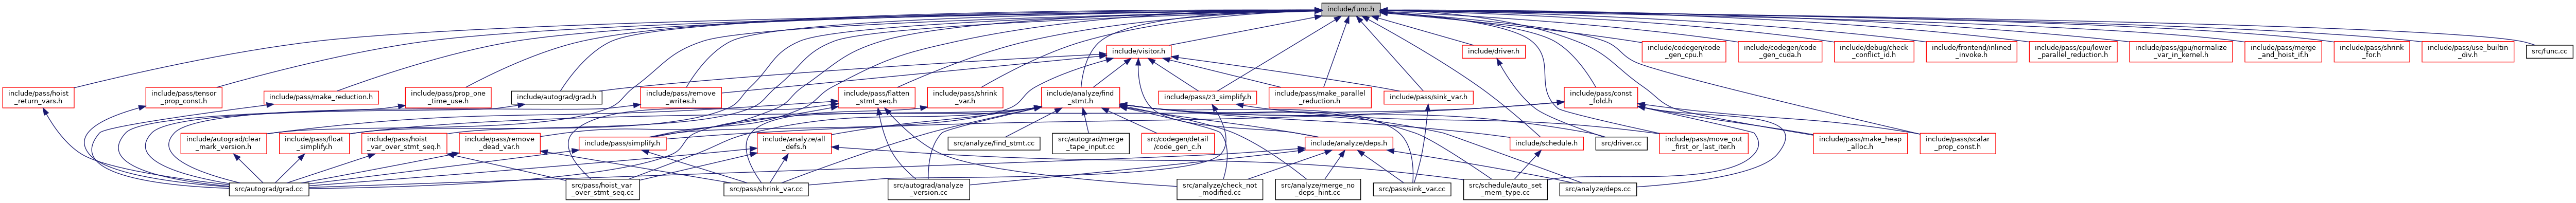 include/func.h
include/visitor.h
include/driver.h
include/codegen/code
_gen_cpu.h
include/codegen/code
_gen_cuda.h
include/debug/check
_conflict_id.h
include/frontend/inlined
_invoke.h
include/pass/cpu/lower
_parallel_reduction.h
include/pass/gpu/normalize
_var_in_kernel.h
include/pass/merge
_and_hoist_if.h
include/pass/shrink
_for.h
include/pass/use_builtin
_div.h
src/func.cc
include/pass/hoist
_return_vars.h
include/pass/tensor
_prop_const.h
include/pass/make_reduction.h
include/pass/prop_one
_time_use.h
include/autograd/grad.h
include/pass/remove
_writes.h
include/pass/flatten
_stmt_seq.h
include/pass/shrink
_var.h
include/analyze/find
_stmt.h
include/pass/z3_simplify.h
include/pass/make_parallel
_reduction.h
include/pass/sink_var.h
include/pass/const
_fold.h
include/autograd/clear
_mark_version.h
include/pass/float
_simplify.h
include/pass/hoist
_var_over_stmt_seq.h
include/pass/remove
_dead_var.h
include/pass/simplify.h
include/analyze/all
_defs.h
src/analyze/find_stmt.cc
src/autograd/merge
_tape_input.cc
src/codegen/detail
/code_gen_c.h
include/analyze/deps.h
include/schedule.h
src/driver.cc
include/pass/move_out
_first_or_last_iter.h
include/pass/make_heap
_alloc.h
include/pass/scalar
_prop_const.h
src/autograd/grad.cc
src/pass/hoist_var
_over_stmt_seq.cc
src/pass/shrink_var.cc
src/autograd/analyze
_version.cc
src/analyze/check_not
_modified.cc
src/analyze/merge_no
_deps_hint.cc
src/pass/sink_var.cc
src/schedule/auto_set
_mem_type.cc
src/analyze/deps.cc